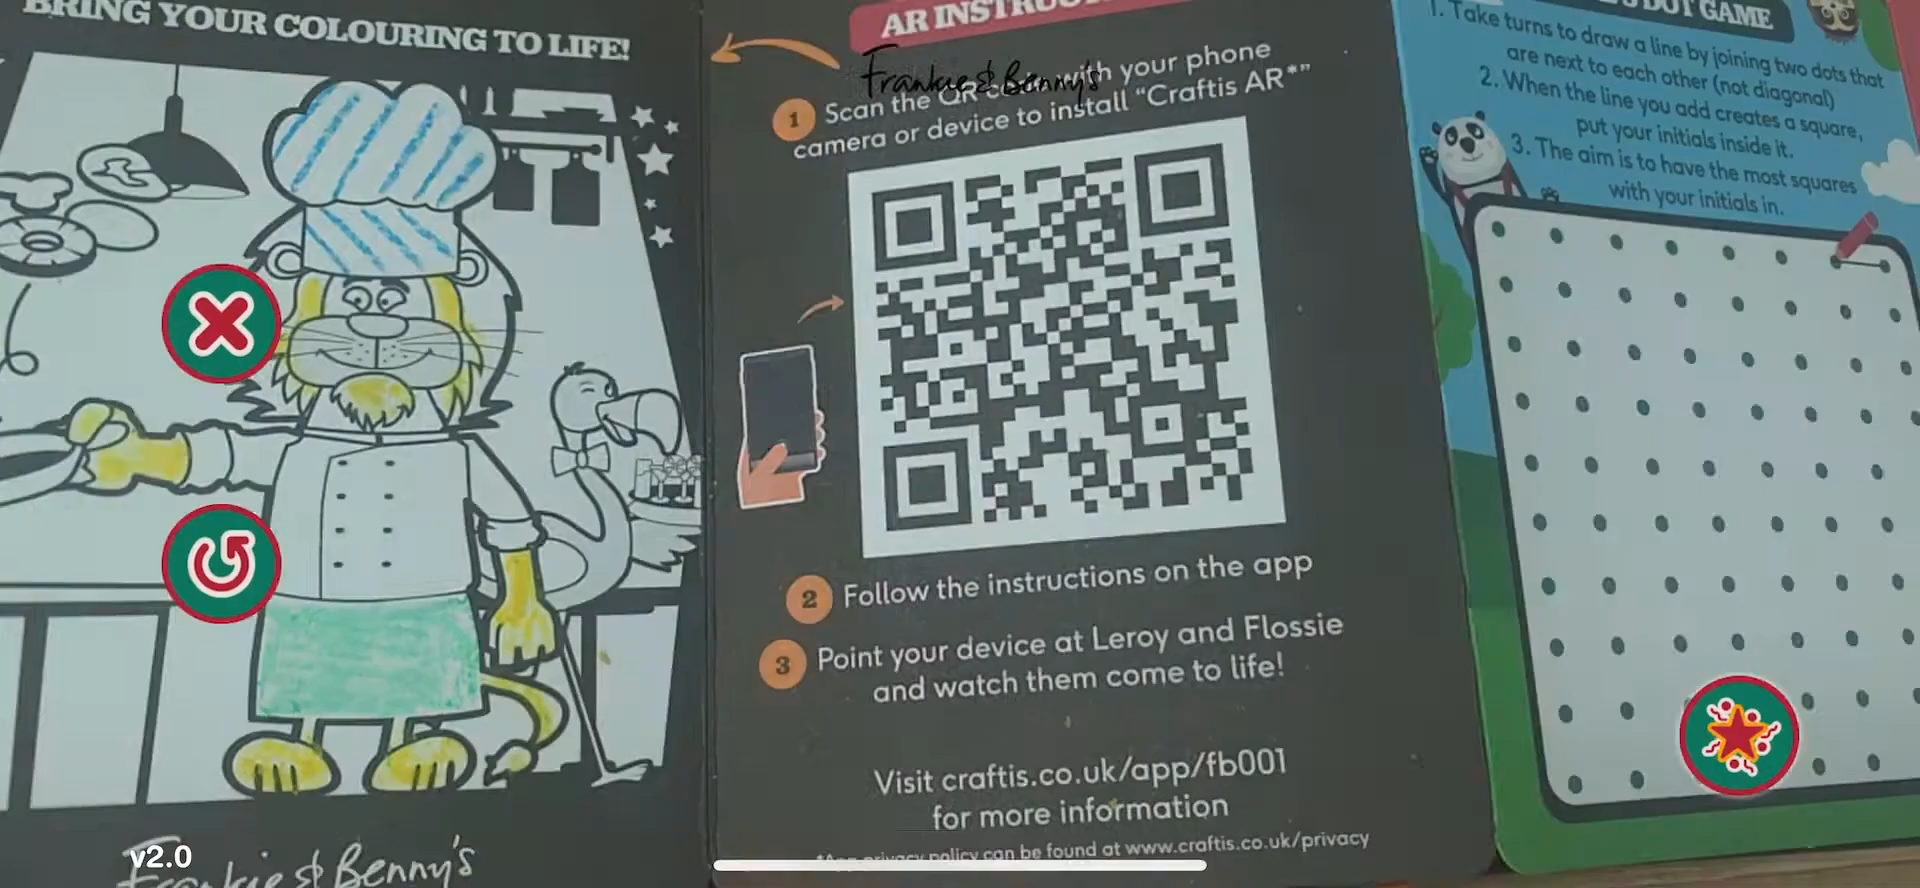 BRING YOUR COLOURING TO LIFE!
v2.0
Frankie & Benny's
AR
Frankie & Benny's
1 Scan the QR code with your phone
camera or device to install “Craftis AR*”
2 Follow the instructions on the app
3 Point your device at Leroy and Flossie
and watch them come to life!
Visit craftis.co.uk/app/fb001
for more information
privacy policy can be found at www.craftis.co.uk/privacy
DOT GAME
1. Take turns to draw a line by joining two dots that
are next to each other (not diagonal)
2. When the line you add creates a square,
put your initials inside it.
3. The aim is to have the most squares
with your initials in.